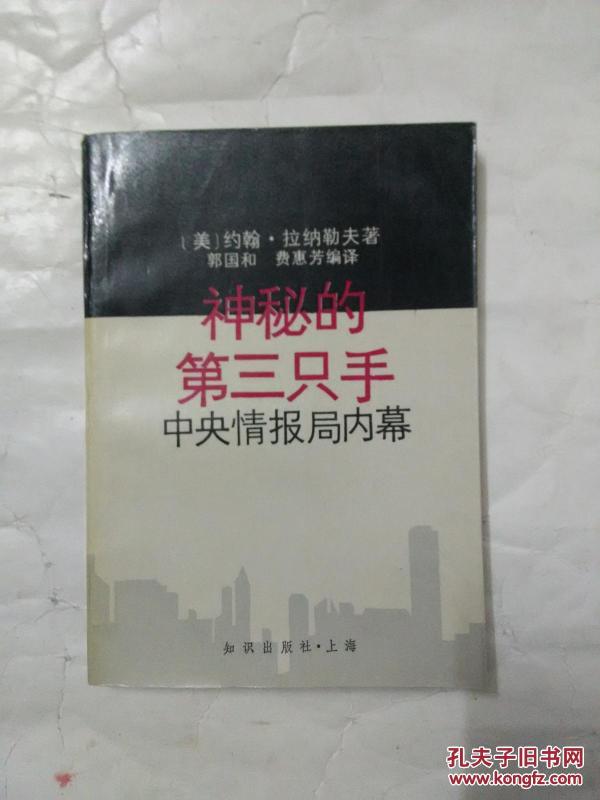 〔美〕约翰·拉纳勒夫著
郭国和 费惠芳编译
神秘的
第三只手
中央情报局内幕
知识出版社·上海
孔夫子旧书网
www.kongfz.com